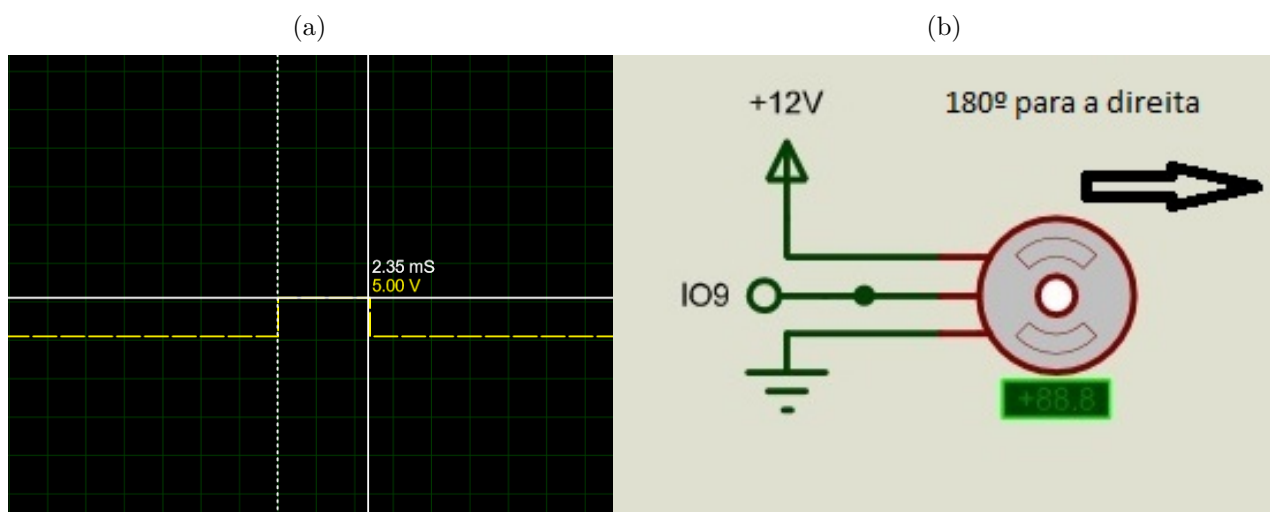 (a)
(b)
2.35 mS
5.00 V
+12V
180º para a direita
IO9
+88.8